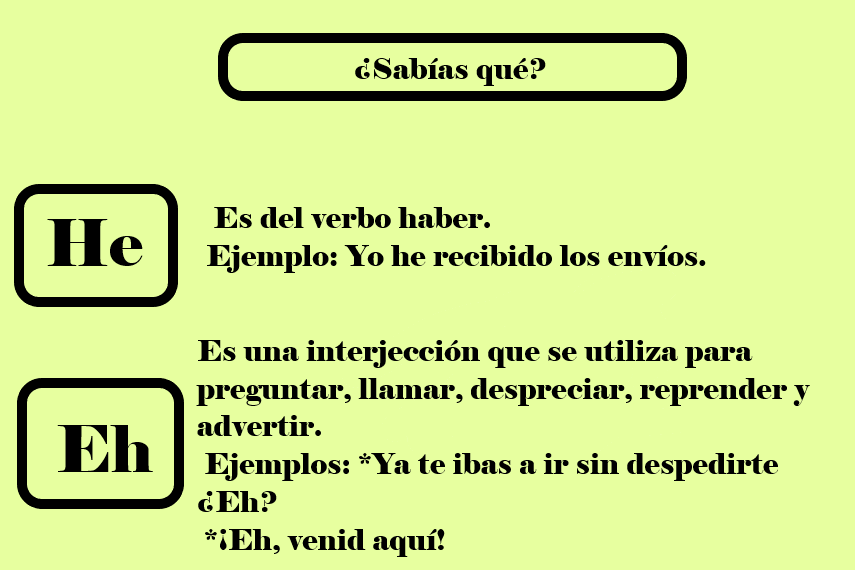 ¿Sabías qué?
He
Es del verbo haber.
Ejemplo: Yo he recibido los envíos.
Eh
Es una interjección que se utiliza para
preguntar, llamar, despreciar, reprender y
advertir.
Ejemplos: *Ya te ibas a ir sin despedirte
¿Eh?
*¡Eh, venid aquí!